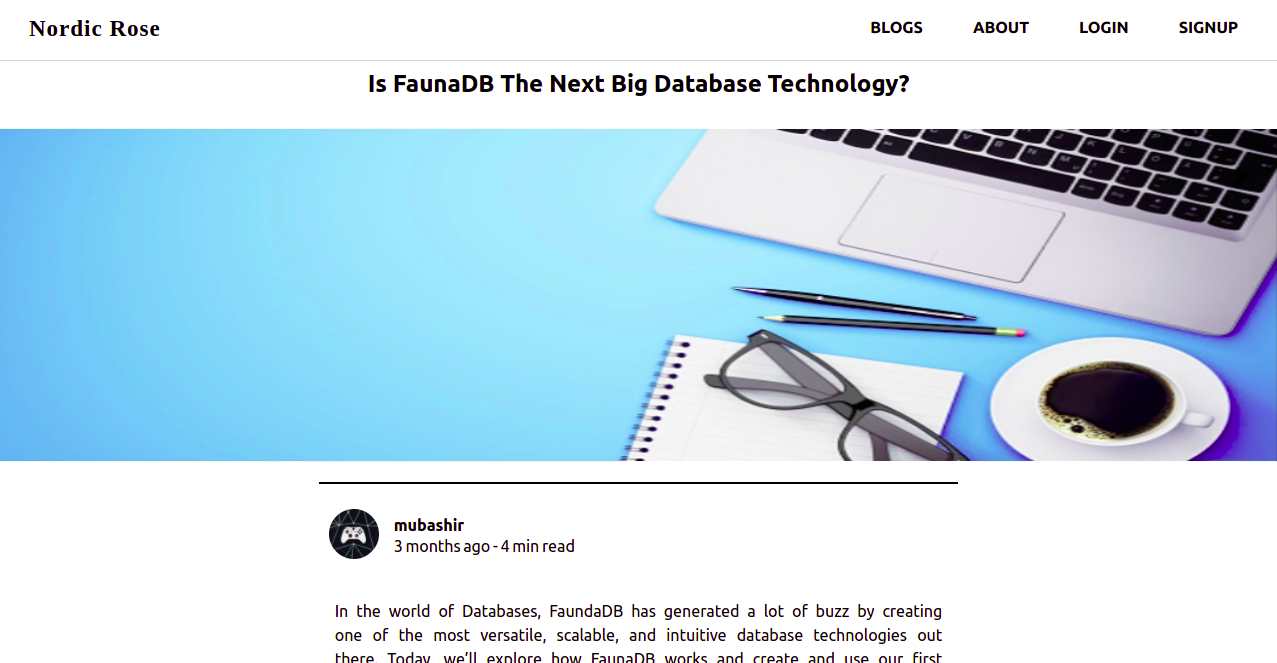 Nordic Rose
BLOGS ABOUT LOGIN SIGNUP
Is FaunaDB The Next Big Database Technology?
mubashir
3 months ago - 4 min read
In the world of Databases, FaundaDB has generated a lot of buzz by creating
one of the most versatile, scalable, and intuitive database technologies out
there. Today, we’ll explore how FaunaDB works and create and use our first